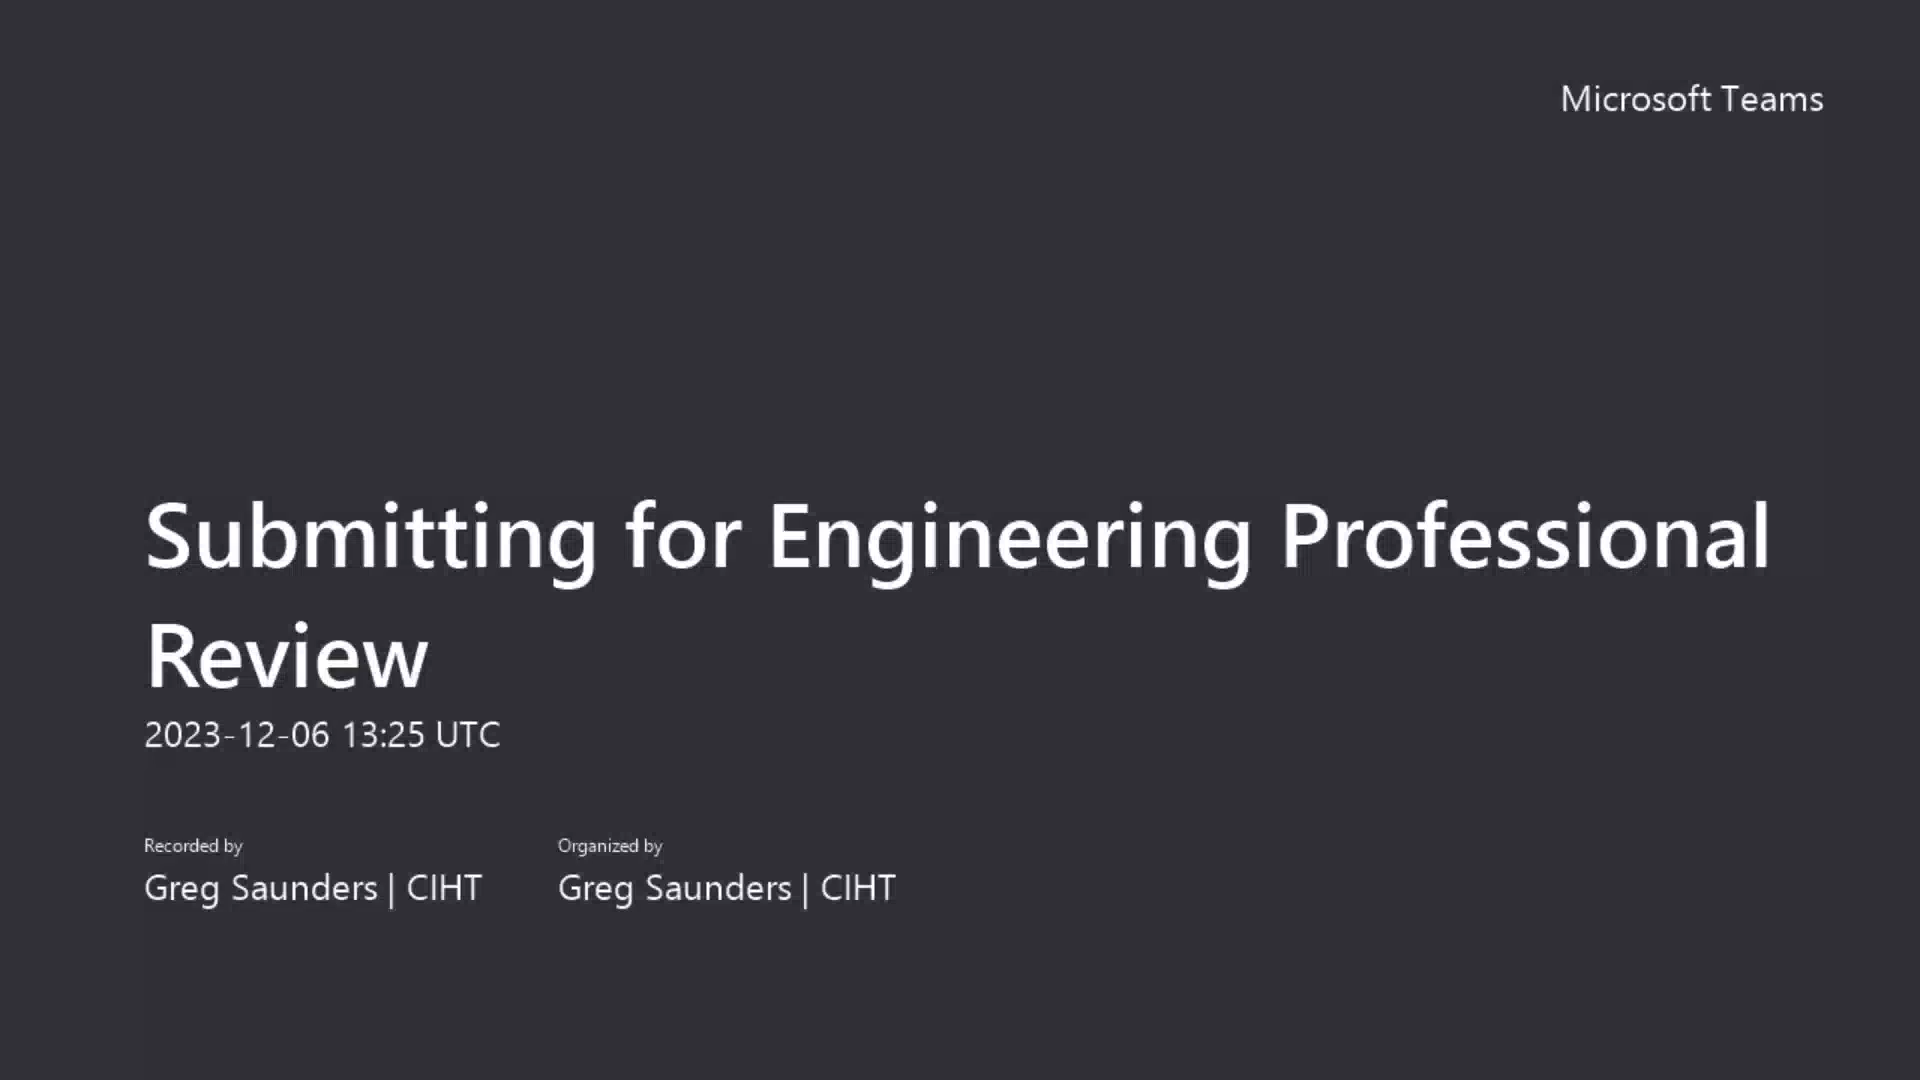 Microsoft Teams
Submitting for Engineering Professional
Review
2023-12-06 13:25 UTC
Recorded by
Greg Saunders | CIHT
Organized by
Greg Saunders | CIHT